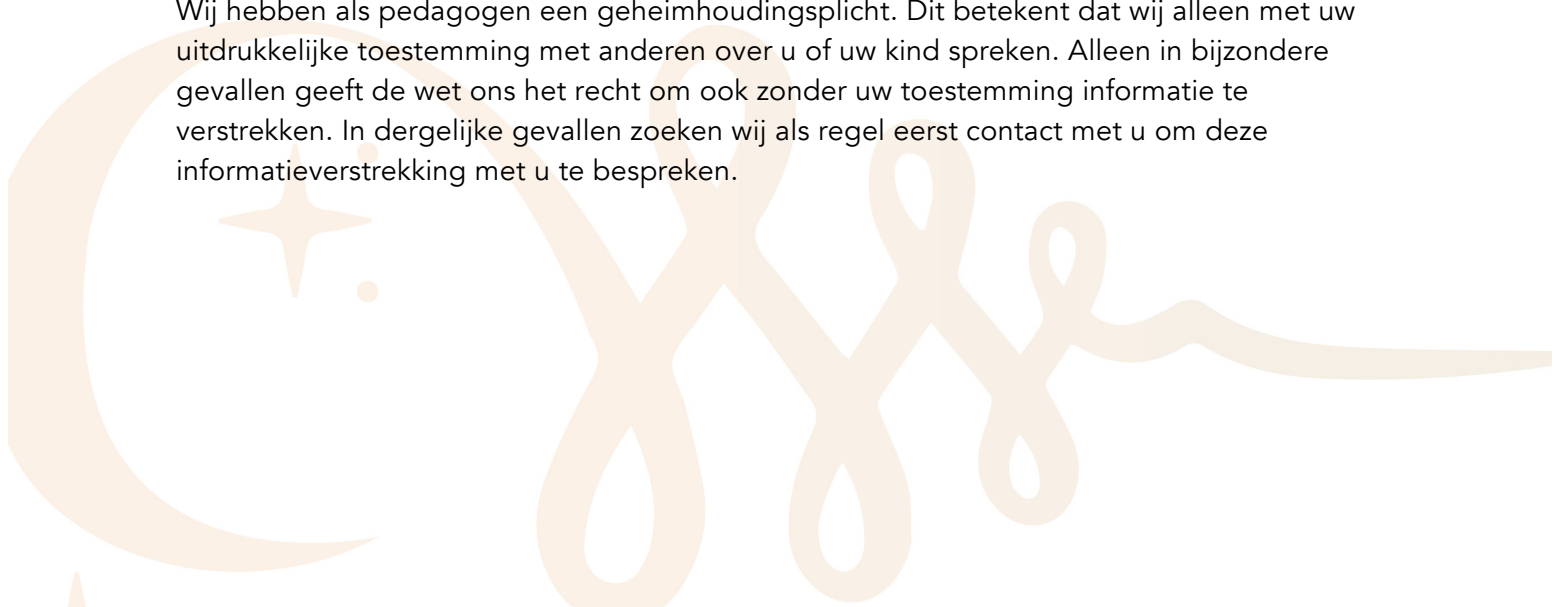 Wij hebben als pedagogen een geheimhoudingsplicht. Dit betekent dat wij alleen met uw
uitdrukkelijke toestemming met anderen over u of uw kind spreken. Alleen in bijzondere
gevallen geeft de wet ons het recht om ook zonder uw toestemming informatie te
verstrekken. In dergelijke gevallen zoeken wij als regel eerst contact met u om deze
informatieverstrekking met u te bespreken.